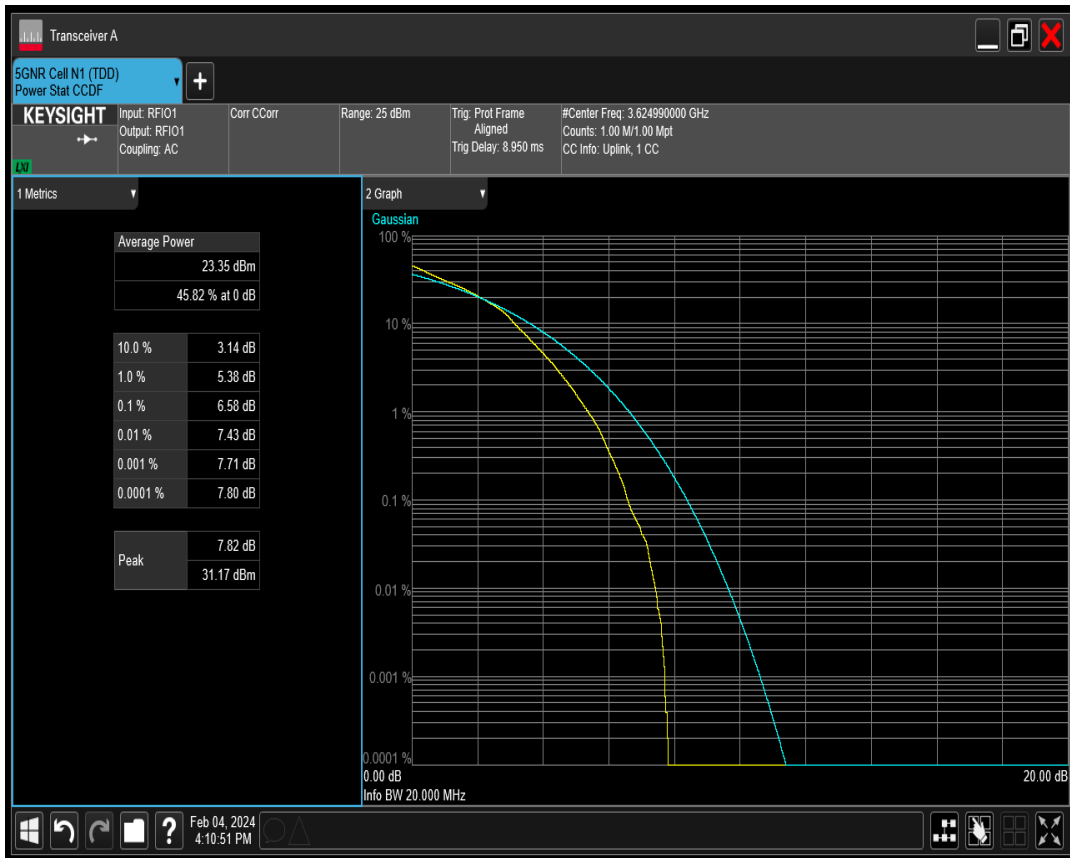 Transceiver A
5GNR Cell N1 (TDD)
Power Stat CCDF
+
KEYSIGHT
LXI
Input: RFIO1
Output: RFIO1
Coupling: AC
Corr CCorr
Range: 25 dBm
Trig: Prot Frame
Aligned
Trig Delay: 8.950 ms
#Center Freq: 3.624990000 GHz
Counts: 1.00 M/1.00 Mpt
CC Info: Uplink, 1 CC
1 Metrics
Average Power
23.35 dBm
45.82 % at 0 dB
10.0 % 3.14 dB
1.0 % 5.38 dB
0.1 % 6.58 dB
0.01 % 7.43 dB
0.001 % 7.71 dB
0.0001 % 7.80 dB
Peak
7.82 dB
31.17 dBm
2 Graph
Gaussian
100 %
10 %
1 %
0.1 %
0.01 %
0.001 %
0.0001 %
0.00 dB 20.00 dB
Info BW 20.000 MHz
?
Feb 04, 2024
4:10:51 PM